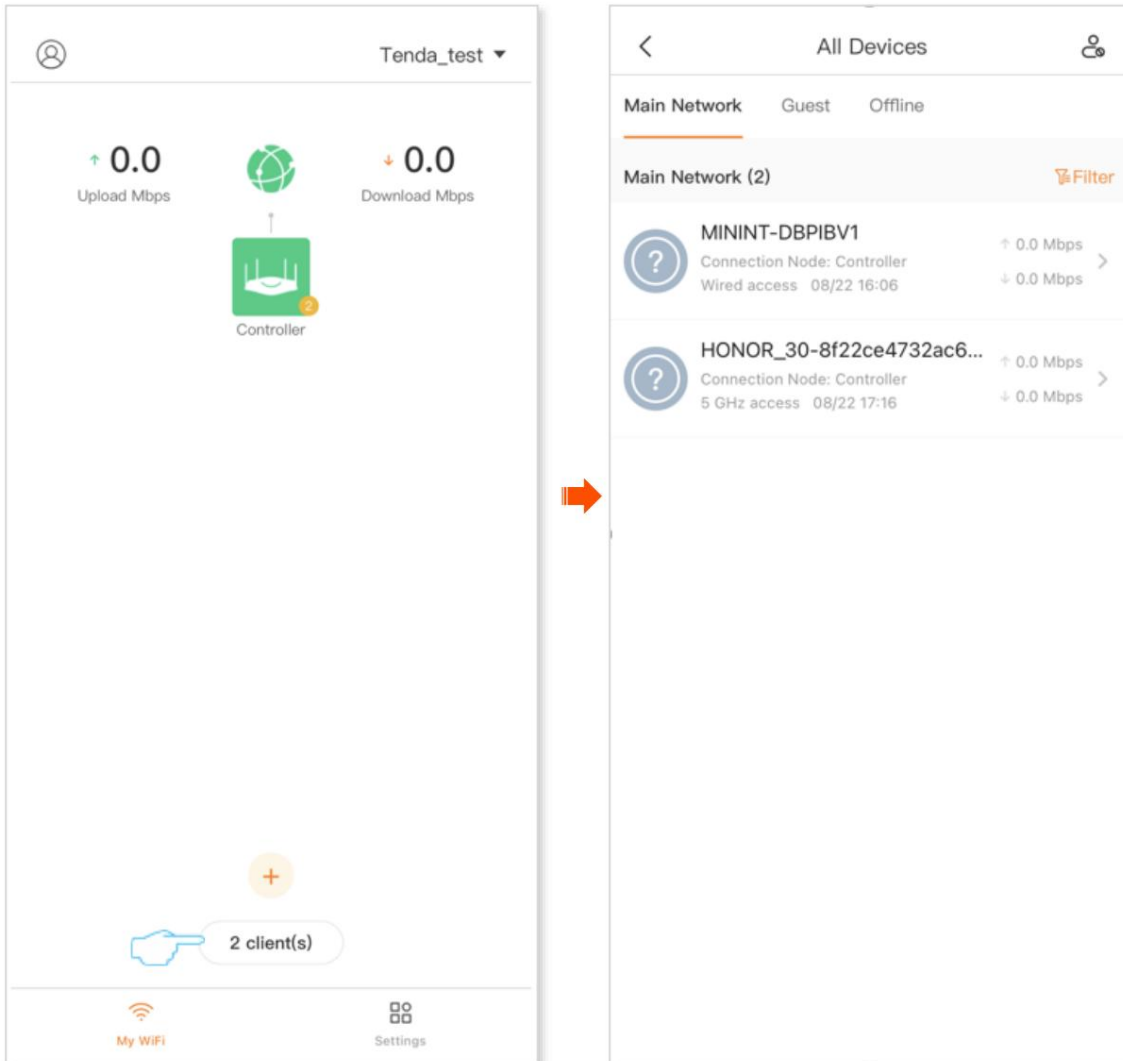 Tenda_test
0.0
Upload Mbps
0.0
Download Mbps
2
Controller
2 client(s)
My WiFi
Settings
All Devices
Main Network Guest Offline
Main Network (2) Filter
MININT-DBPIBV1
Connection Node: Controller
Wired access 08/22 16:06
↑ 0.0 Mbps
↓ 0.0 Mbps
HONOR_30-8f22ce4732ac6...
Connection Node: Controller
5 GHz access 08/22 17:16
↑ 0.0 Mbps
↓ 0.0 Mbps